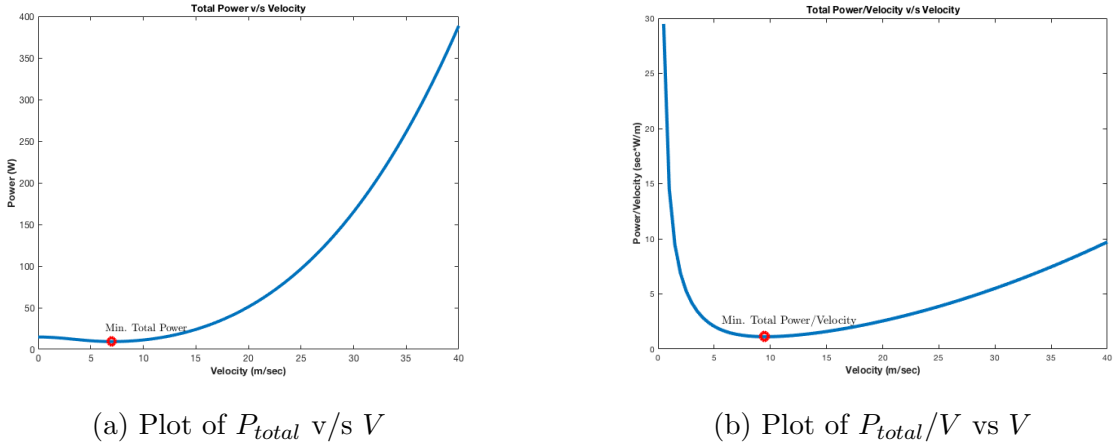 Total Power v/s Velocity
400
350
300
250
200
150
100
50
0
Power (W)
Min. Total Power
0 5 10 15 20 25 30 35 40
Velocity (m/sec)
(a) Plot of P_total v/s V
Total Power/Velocity v/s Velocity
30
25
20
15
10
5
0
Power/Velocity (sec*W/m)
Min. Total Power/Velocity
0 5 10 15 20 25 30 35 40
Velocity (m/sec)
(b) Plot of P_total/V vs V